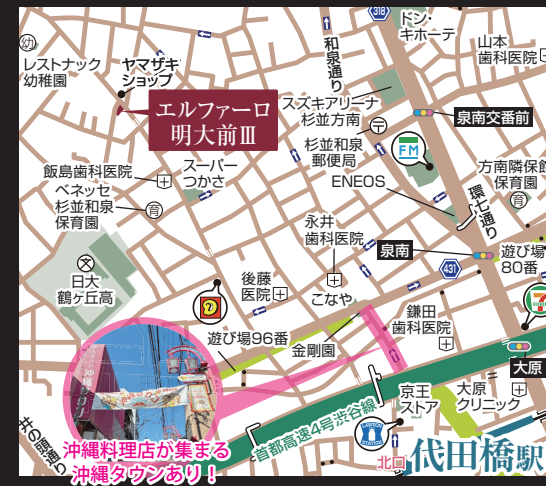 318
ドン・
キホーテ
幼
レストナック
幼稚園
ヤマザキ
ショップ
和泉通り
山本
歯科医院
エルファーロ
明大前Ⅲ
スズキアリーナ
杉並方南
泉南交番前
杉並和泉
郵便局
FM
飯島歯科医院
スーパー
つかさ
ENEOS
方南隣保館
保育園
ベネッセ
杉並和泉
保育園
育
育
環七通り
永井
歯科医院
泉南
遊び場
80番
431
文
日大
鶴ヶ丘高
後藤
医院
こなや
鎌田
歯科医院
7
遊び場96番
金剛園
大原
京王
ストア
大原
クリニック
首都高速4号渋谷線
井の頭通り
沖縄料理店が集まる
沖縄タウンあり!
LAWSON
北口
代田橋駅